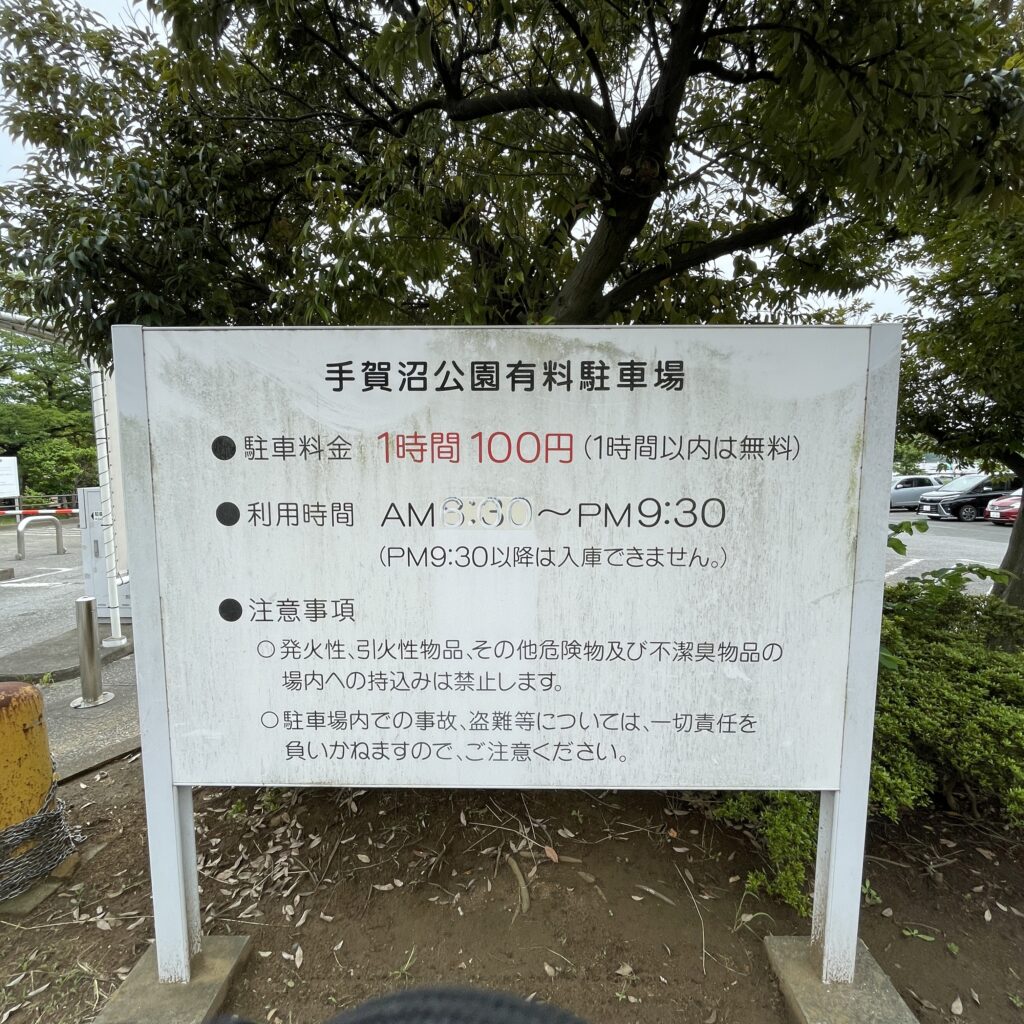 手賀沼公園有料駐車場
●駐車料金 1時間 100円 (1時間以内は無料)
●利用時間 AM ～PM9:30
(PM9:30以降は入庫できません。)
●注意事項
○発火性、引火性物品、その他危険物及び不潔臭物品の
場内への持込みは禁止します。
○駐車場内での事故、盗難等については、一切責任を
負いかねますので、ご注意ください。